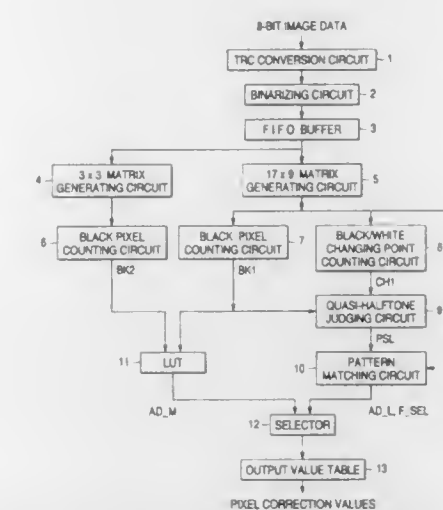 8-BIT IMAGE DATA
TRC CONVERSION CIRCUIT
1
BINARIZING CIRCUIT
2
FIFO BUFFER
3
4
3 x 3 MATRIX
GENERATING CIRCUIT
17 x 9 MATRIX
GENERATING CIRCUIT
5
6
BLACK PIXEL
COUNTING CIRCUIT
BLACK PIXEL
COUNTING CIRCUIT
7
BLACK/WHITE
CHANGING POINT
COUNTING CIRCUIT
8
BK2
BK1
CH1
QUASI-HALFTONE
JUDGING CIRCUIT
9
PSL
11
LUT
10
PATTERN
MATCHING CIRCUIT
AD_M
AD_L, F_SEL
12
SELECTOR
OUTPUT VALUE TABLE
13
PIXEL CORRECTION VALUES